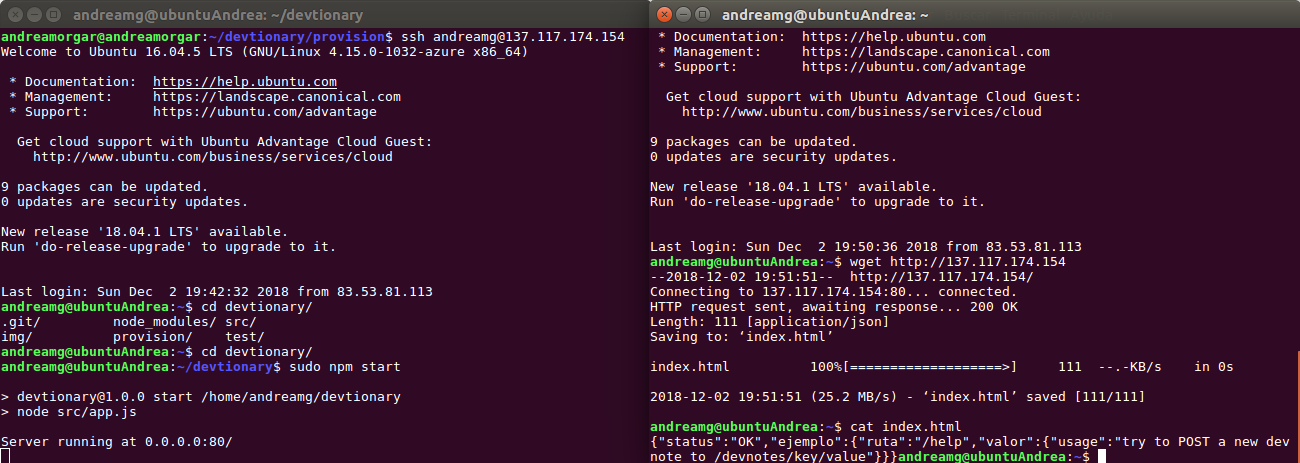 andreamg@ubuntuAndrea: ~/devtionary
andreamorgar@andreamorgar:~/devtionary/provision$ ssh andreamg@137.117.174.154
Welcome to Ubuntu 16.04.5 LTS (GNU/Linux 4.15.0-1032-azure x86_64)
 * Documentation:  https://help.ubuntu.com
 * Management:     https://landscape.canonical.com
 * Support:        https://ubuntu.com/advantage
  Get cloud support with Ubuntu Advantage Cloud Guest:
    http://www.ubuntu.com/business/services/cloud
9 packages can be updated.
0 updates are security updates.
New release '18.04.1 LTS' available.
Run 'do-release-upgrade' to upgrade to it.
Last login: Sun Dec  2 19:42:32 2018 from 83.53.81.113
andreamg@ubuntuAndrea:~$ cd devtionary/
.git/         node_modules/ src/
img/          provision/    test/
andreamg@ubuntuAndrea:~$ cd devtionary/
andreamg@ubuntuAndrea:~/devtionary$ sudo npm start
> devtionary@1.0.0 start /home/andreamg/devtionary
> node src/app.js
Server running at 0.0.0.0:80/
andreamg@ubuntuAndrea: ~
 * Documentation:  https://help.ubuntu.com
 * Management:     https://landscape.canonical.com
 * Support:        https://ubuntu.com/advantage
  Get cloud support with Ubuntu Advantage Cloud Guest:
    http://www.ubuntu.com/business/services/cloud
9 packages can be updated.
0 updates are security updates.
New release '18.04.1 LTS' available.
Run 'do-release-upgrade' to upgrade to it.
Last login: Sun Dec  2 19:50:36 2018 from 83.53.81.113
andreamg@ubuntuAndrea:~$ wget http://137.117.174.154
--2018-12-02 19:51:51--  http://137.117.174.154/
Connecting to 137.117.174.154:80... connected.
HTTP request sent, awaiting response... 200 OK
Length: 111 [application/json]
Saving to: ‘index.html’
index.html          100%[===================>]     111  --.-KB/s    in 0s
2018-12-02 19:51:51 (25.2 MB/s) - ‘index.html’ saved [111/111]
andreamg@ubuntuAndrea:~$ cat index.html
{"status":"OK","ejemplo":{"ruta":"/help","valor":{"usage":"try to POST a new dev
note to /devnotes/key/value"}}}andreamg@ubuntuAndrea:~$